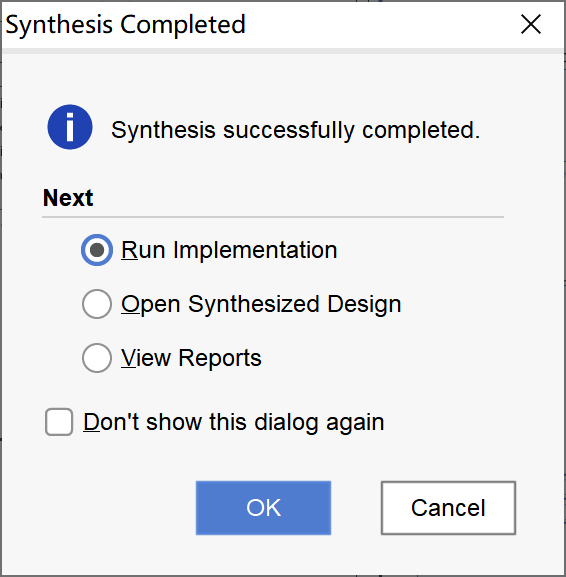 Synthesis Completed
Synthesis successfully completed.
Next
Run Implementation
Open Synthesized Design
View Reports
Don't show this dialog again
OK
Cancel